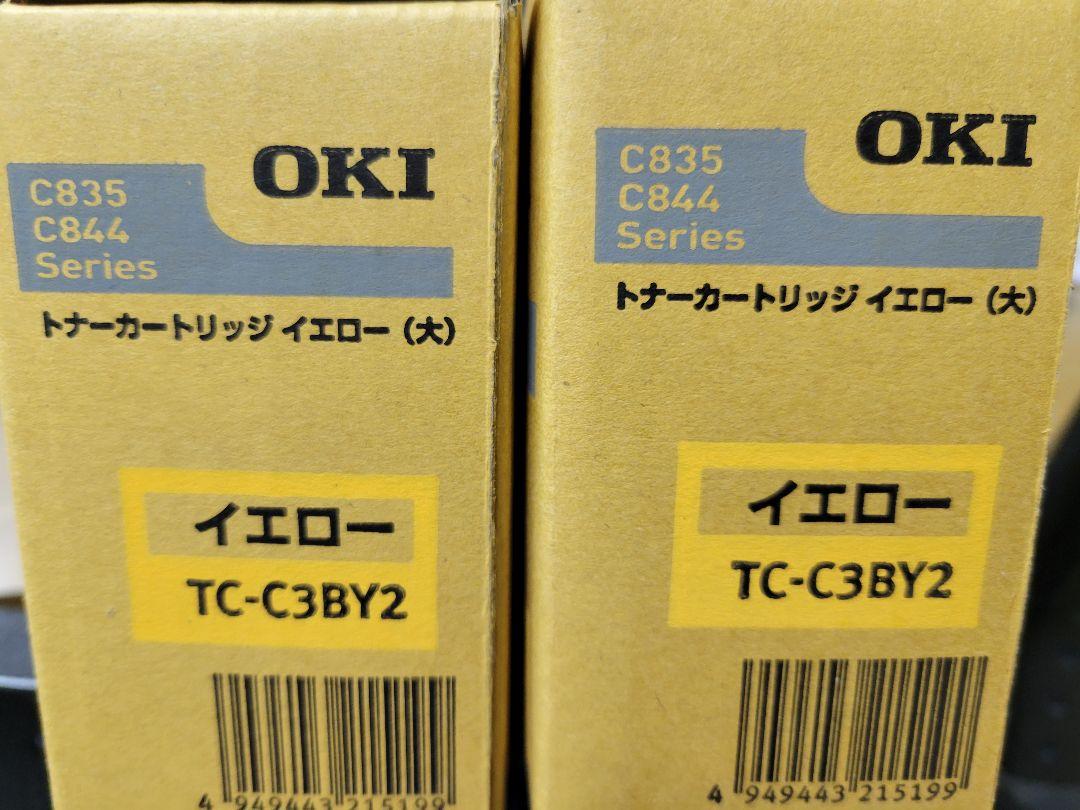 OKI
C835
C844
Series
トナーカートリッジ イエロー（大）
イエロー
TC-C3BY2
4 949443 215199
OKI
C835
C844
Series
トナーカートリッジ イエロー（大）
イエロー
TC-C3BY2
4 949443 215199